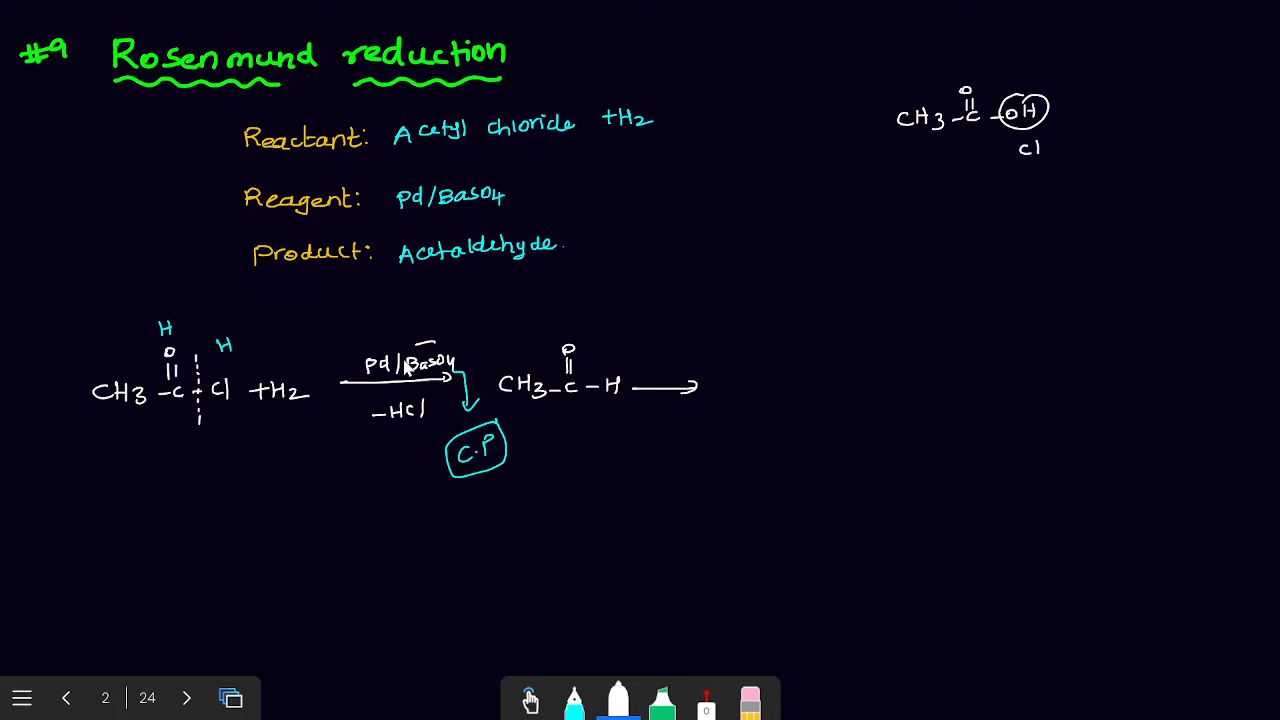 #9 Rosenmund reduction
Reactant: Acetyl chloride +H2
Reagent: Pd/BaSO4
Product: Acetaldehyde.
O
CH3-C-OH
Cl
H
H
O
CH3-C-Cl +H2
Pd/BaSO4
-HCl
O
CH3-C-H
C.P
2 24
0